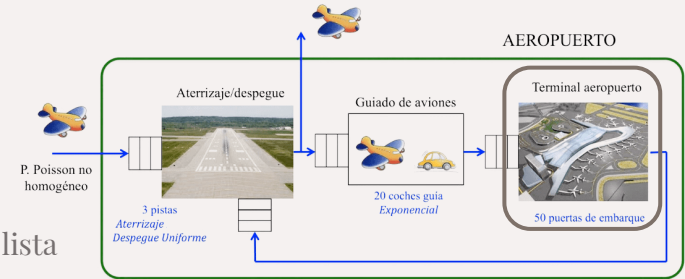 AEROPUERTO
Aterrizaje/despegue
Guiado de aviones
Terminal aeropuerto
P. Poisson no
homogéneo
3 pistas
Aterrizaje
Despegue Uniforme
20 coches guía
Exponencial
50 puertas de embarque
lista